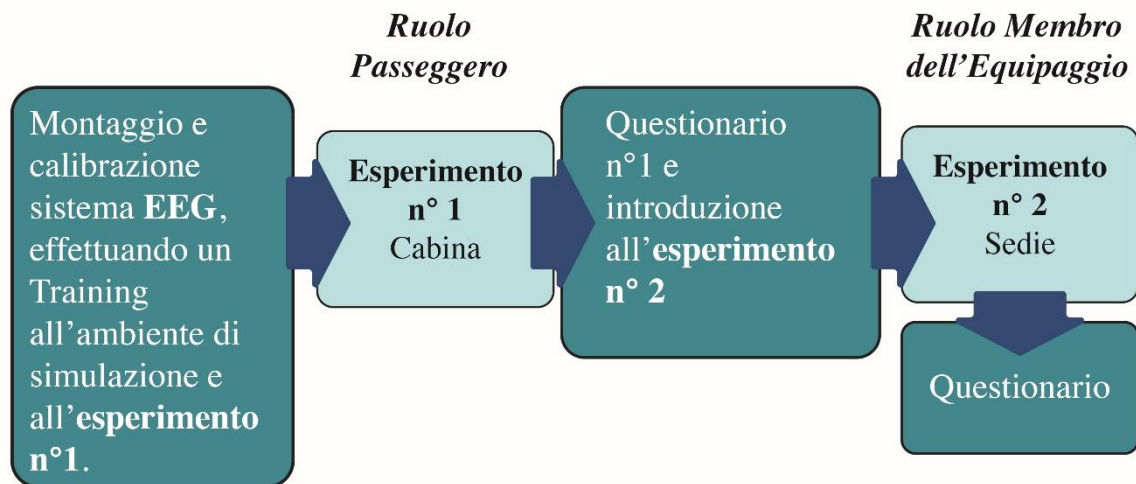 Ruolo
Passeggero
Ruolo Membro
dell’Equipaggio
Montaggio e
calibrazione
sistema EEG,
effettuando un
Training
all’ambiente di
simulazione e
all’esperimento
n°1.
Esperimento
n° 1
Cabina
Questionario
n°1 e
introduzione
all’esperimento
n° 2
Esperimento
n° 2
Sedie
Questionario